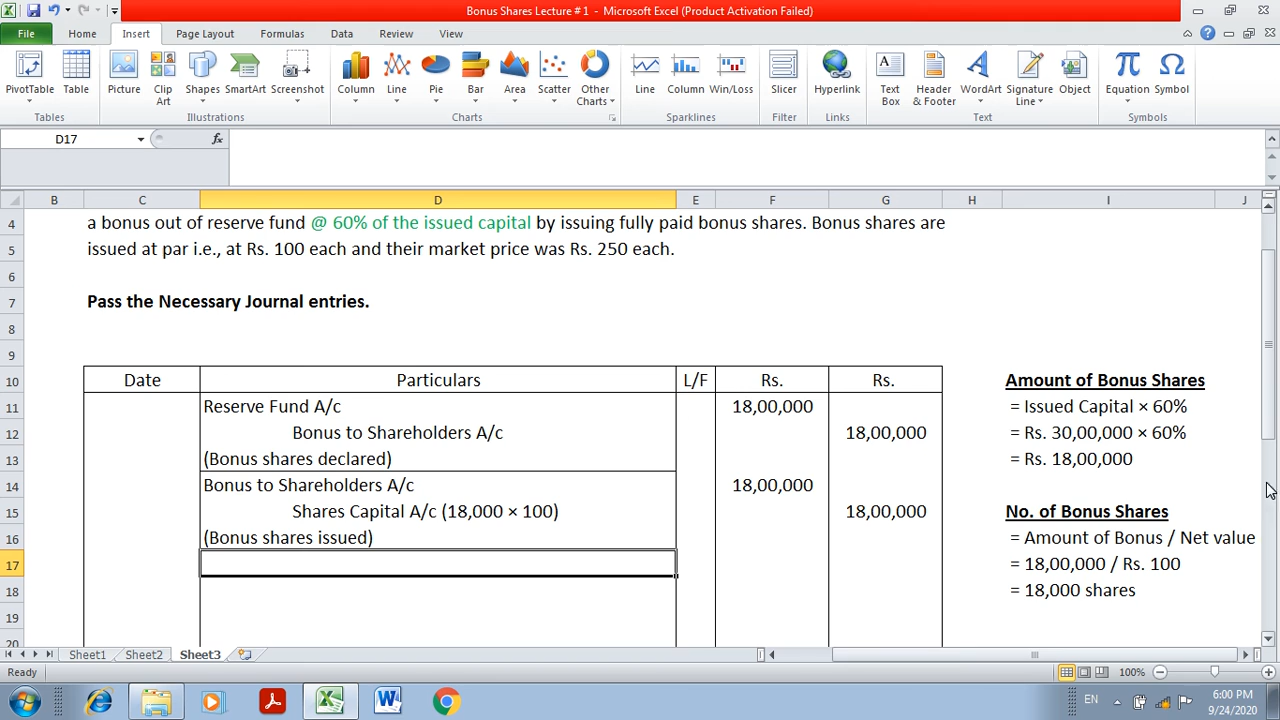 Bonus Shares Lecture # 1 - Microsoft Excel (Product Activation Failed)
File Home Insert Page Layout Formulas Data Review View
PivotTable Table Picture Clip Art Shapes SmartArt Screenshot Column Line Pie Bar Area Scatter Other Charts Line Column Win/Loss Slicer Hyperlink Text Box Header & Footer WordArt Signature Line Object Equation Symbol
Tables Illustrations Charts Sparklines Filter Links Text Symbols
D17 fx
B C D E F G H I J
4 a bonus out of reserve fund @ 60% of the issued capital by issuing fully paid bonus shares. Bonus shares are
5 issued at par i.e., at Rs. 100 each and their market price was Rs. 250 each.
6
7 Pass the Necessary Journal entries.
8
9
10 Date Particulars L/F Rs. Rs. Amount of Bonus Shares
11 Reserve Fund A/c 18,00,000 = Issued Capital × 60%
12 Bonus to Shareholders A/c 18,00,000 = Rs. 30,00,000 × 60%
13 (Bonus shares declared) = Rs. 18,00,000
14 Bonus to Shareholders A/c 18,00,000
15 Shares Capital A/c (18,000 × 100) 18,00,000 No. of Bonus Shares
16 (Bonus shares issued) = Amount of Bonus / Net value
17 = 18,00,000 / Rs. 100
18 = 18,000 shares
19
20
Sheet1 Sheet2 Sheet3
Ready 100%
EN 6:00 PM
9/24/2020